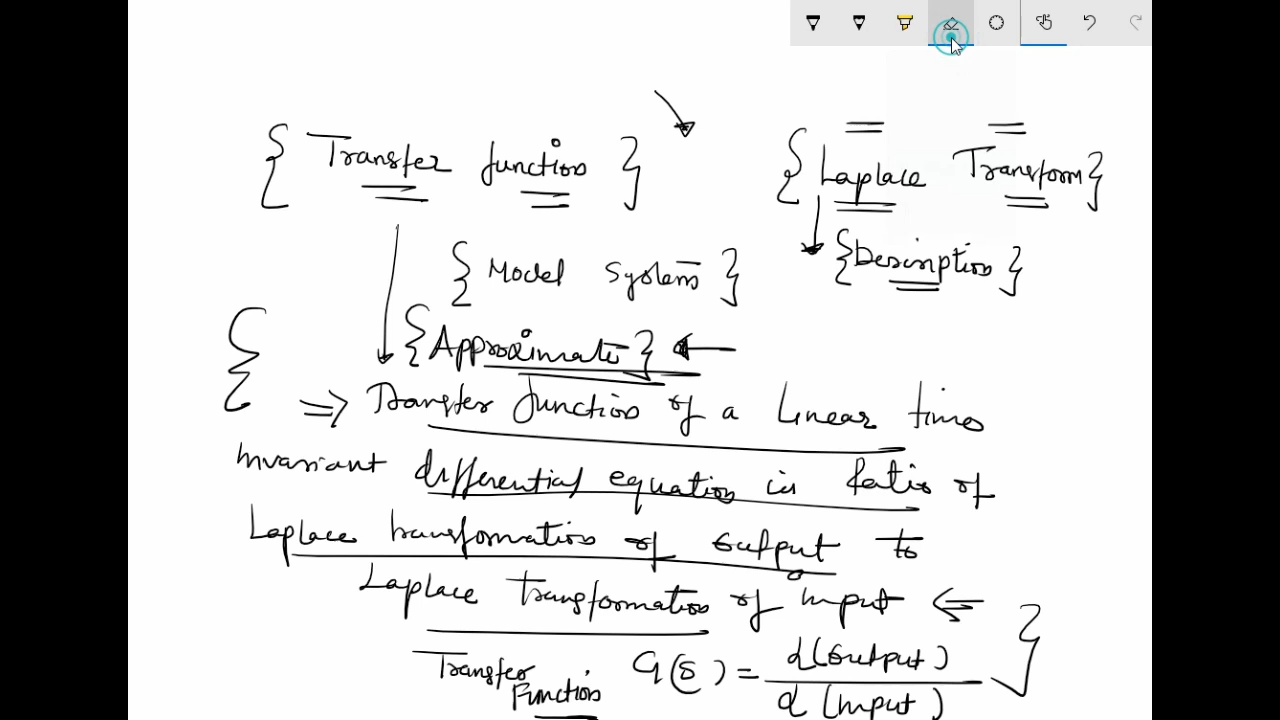 { Transfer function }
{ Laplace Transform }
{ Description }
{ Model System }
{ Approximate } ←
⇒ Transfer function of a linear time
invariant differential equation is Ratio of
Laplace transformation of output to
Laplace Transformation of input ⇐
Transfer Function G(s) = L(output) / L(Input)